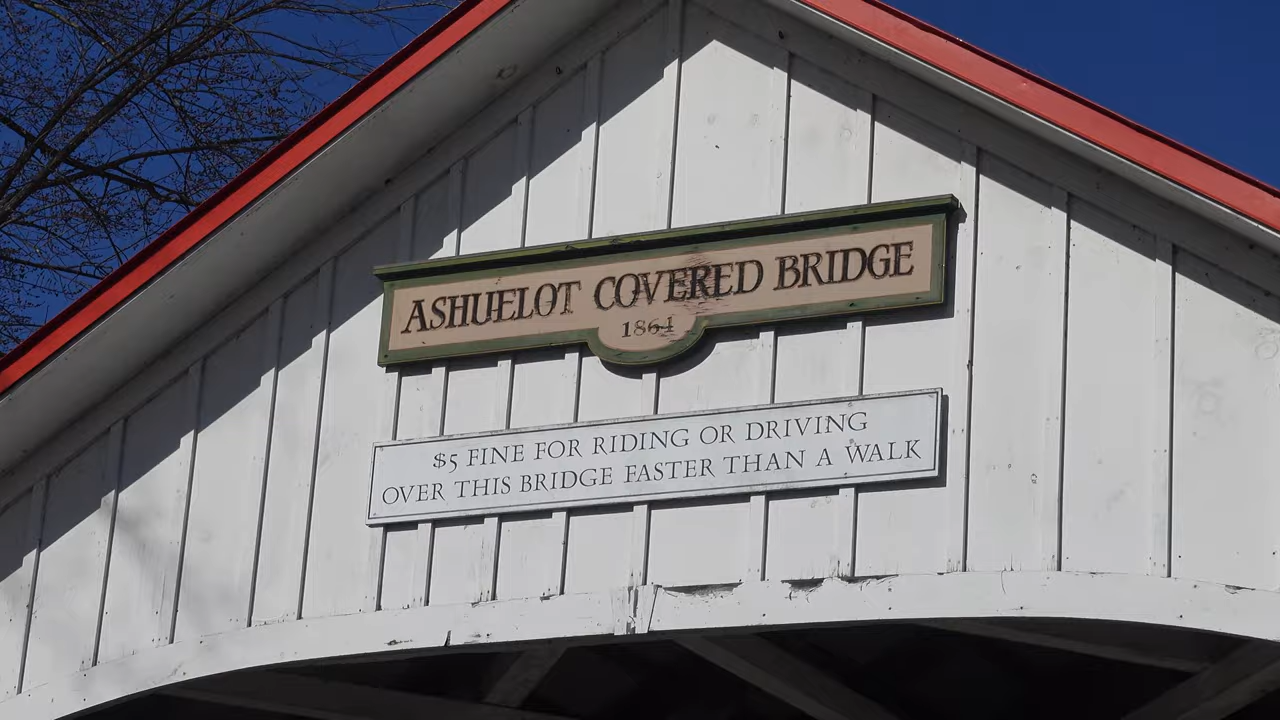 ASHUELOT COVERED BRIDGE
1864
$5 FINE FOR RIDING OR DRIVING
OVER THIS BRIDGE FASTER THAN A WALK